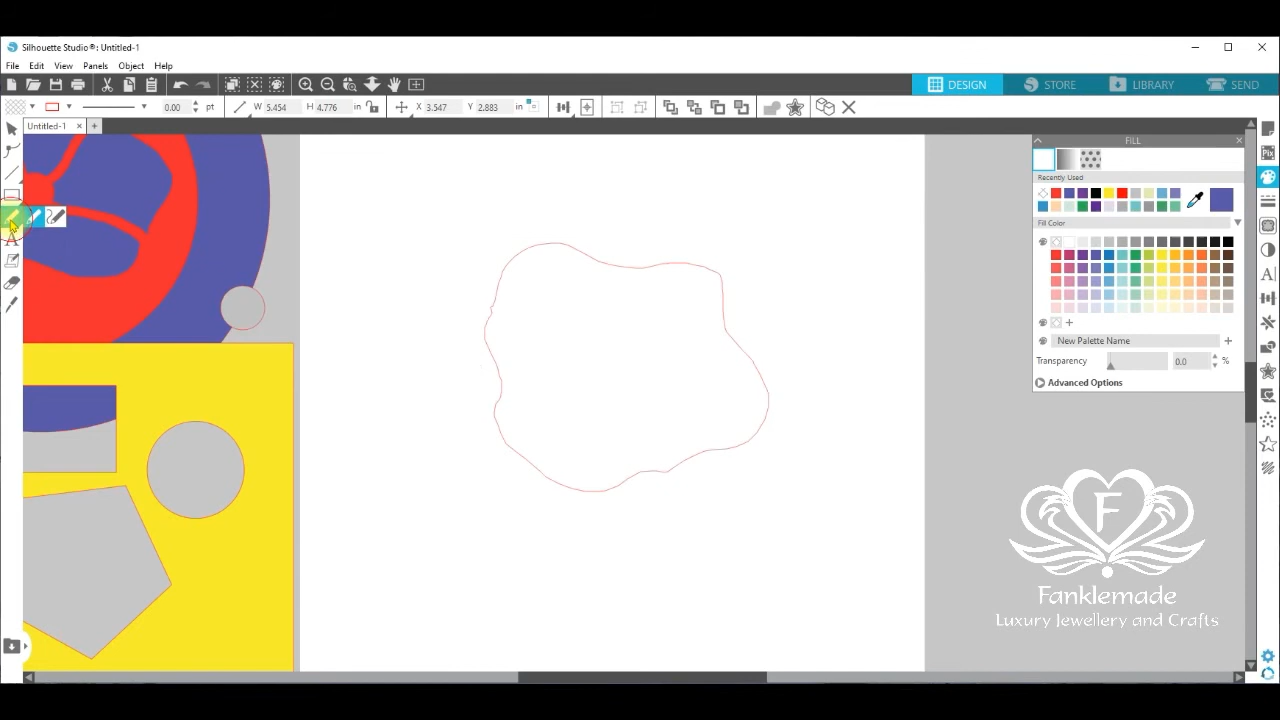 Silhouette Studio®: Untitled-1
File Edit View Panels Object Help
DESIGN STORE LIBRARY SEND
0.00 pt W 5.454 H 4.776 in X 3.547 Y 2.883 in
Untitled-1
FILL
Pix
Recently Used
Fill Color
New Palette Name
Transparency 0.0 %
Advanced Options
F
Fanklemade
Luxury Jewellery and Crafts